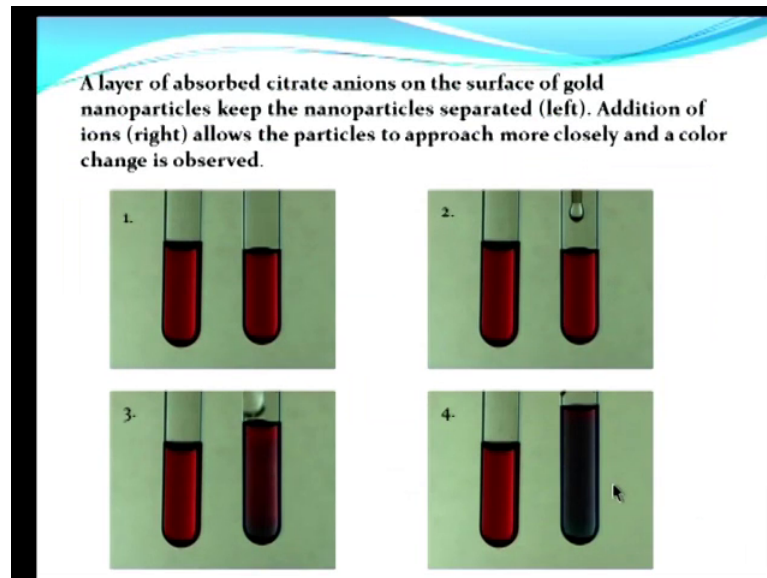 A layer of absorbed citrate anions on the surface of gold
nanoparticles keep the nanoparticles separated (left). Addition of
ions (right) allows the particles to approach more closely and a color
change is observed.
1.
2.
3.
4.